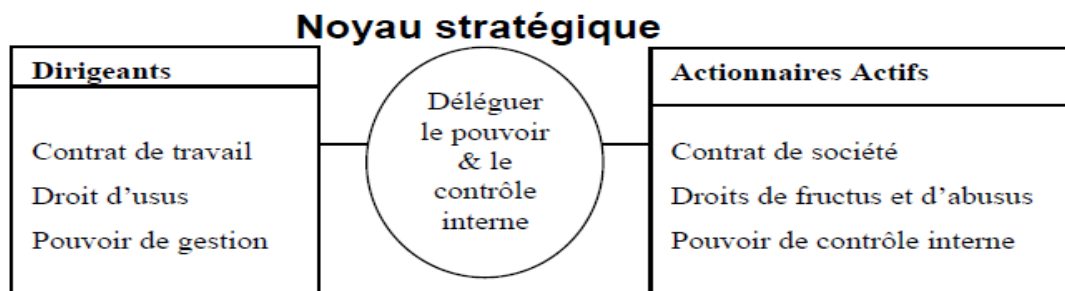 Noyau stratégique
Dirigeants
Contrat de travail
Droit d'usus
Pouvoir de gestion
Déléguer
le pouvoir
& le
contrôle
interne
Actionnaires Actifs
Contrat de société
Droits de fructus et d'abusus
Pouvoir de contrôle interne